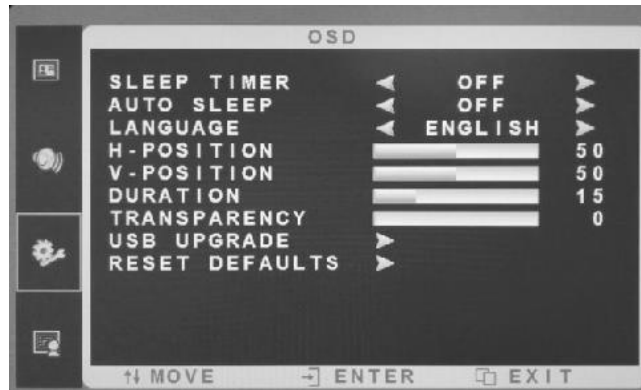 OSD
SLEEP TIMER OFF
AUTO SLEEP OFF
LANGUAGE ENGLISH
H-POSITION 50
V-POSITION 50
DURATION 15
TRANSPARENCY 0
USB UPGRADE
RESET DEFAULTS
MOVE ENTER EXIT